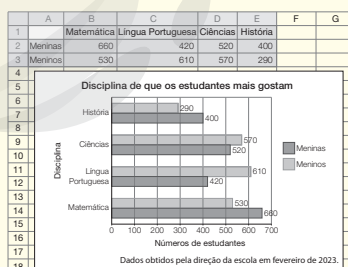 A B C D E F G
1 Matemática Língua Portuguesa Ciências História
2 Meninas 660 420 520 400
3 Meninos 530 610 570 290
4
5 Disciplina de que os estudantes mais gostam
6
7
8
9
10
11
12
13
14
15
16
17
18
Disciplina
História 290
400
Ciências 570
520
Língua
Portuguesa 610
420
Matemática 530
660
0 100 200 300 400 500 600 700
Números de estudantes
Meninas
Meninos
Dados obtidos pela direção da escola em fevereiro de 2023.